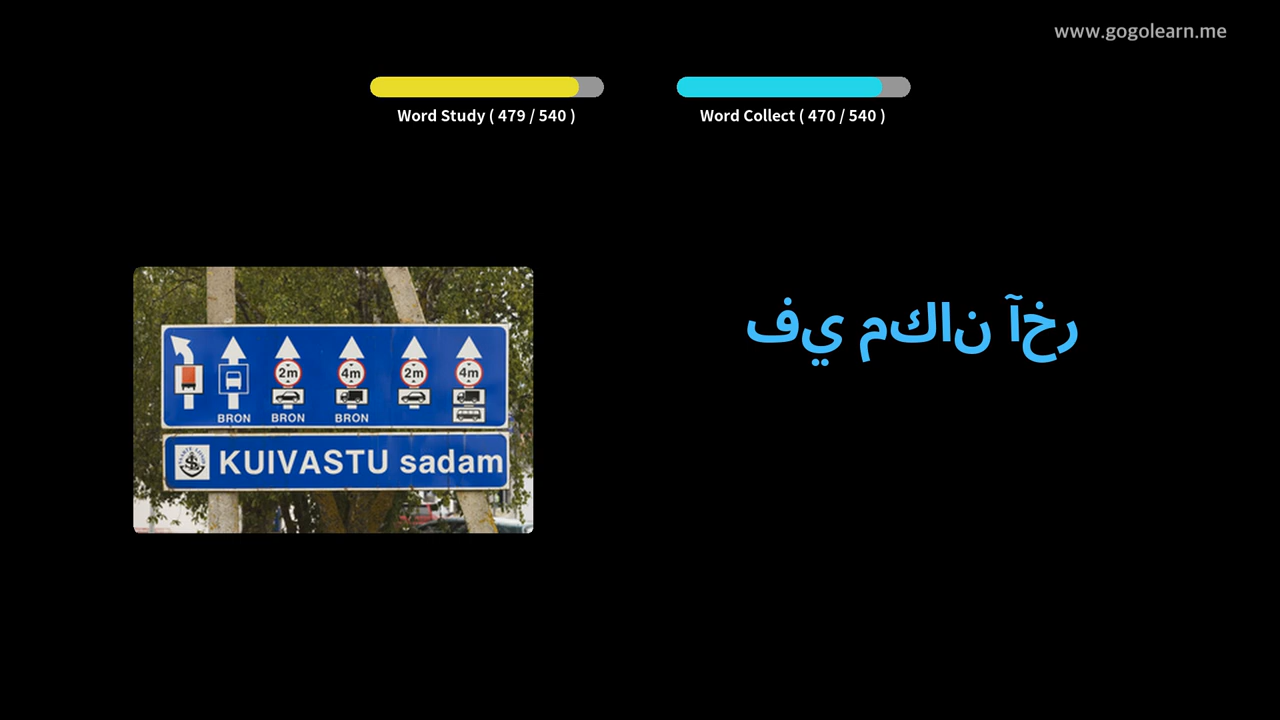 www.gogolearn.me
Word Study ( 479 / 540 )
Word Collect ( 470 / 540 )
في مكان آخر
2m 4m 2m 4m
BRON BRON BRON
KUIVASTU sadam